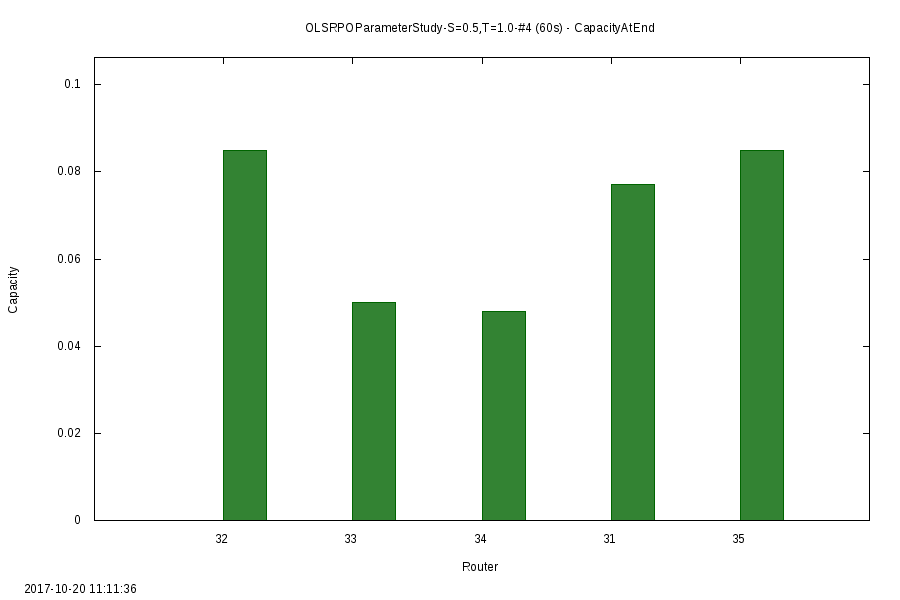 OLSRPOParameterStudy-S=0.5,T=1.0-#4 (60s) - CapacityAtEnd
0.1
0.08
0.06
0.04
0.02
0
Capacity
32 33 34 31 35
Router
2017-10-20 11:11:36